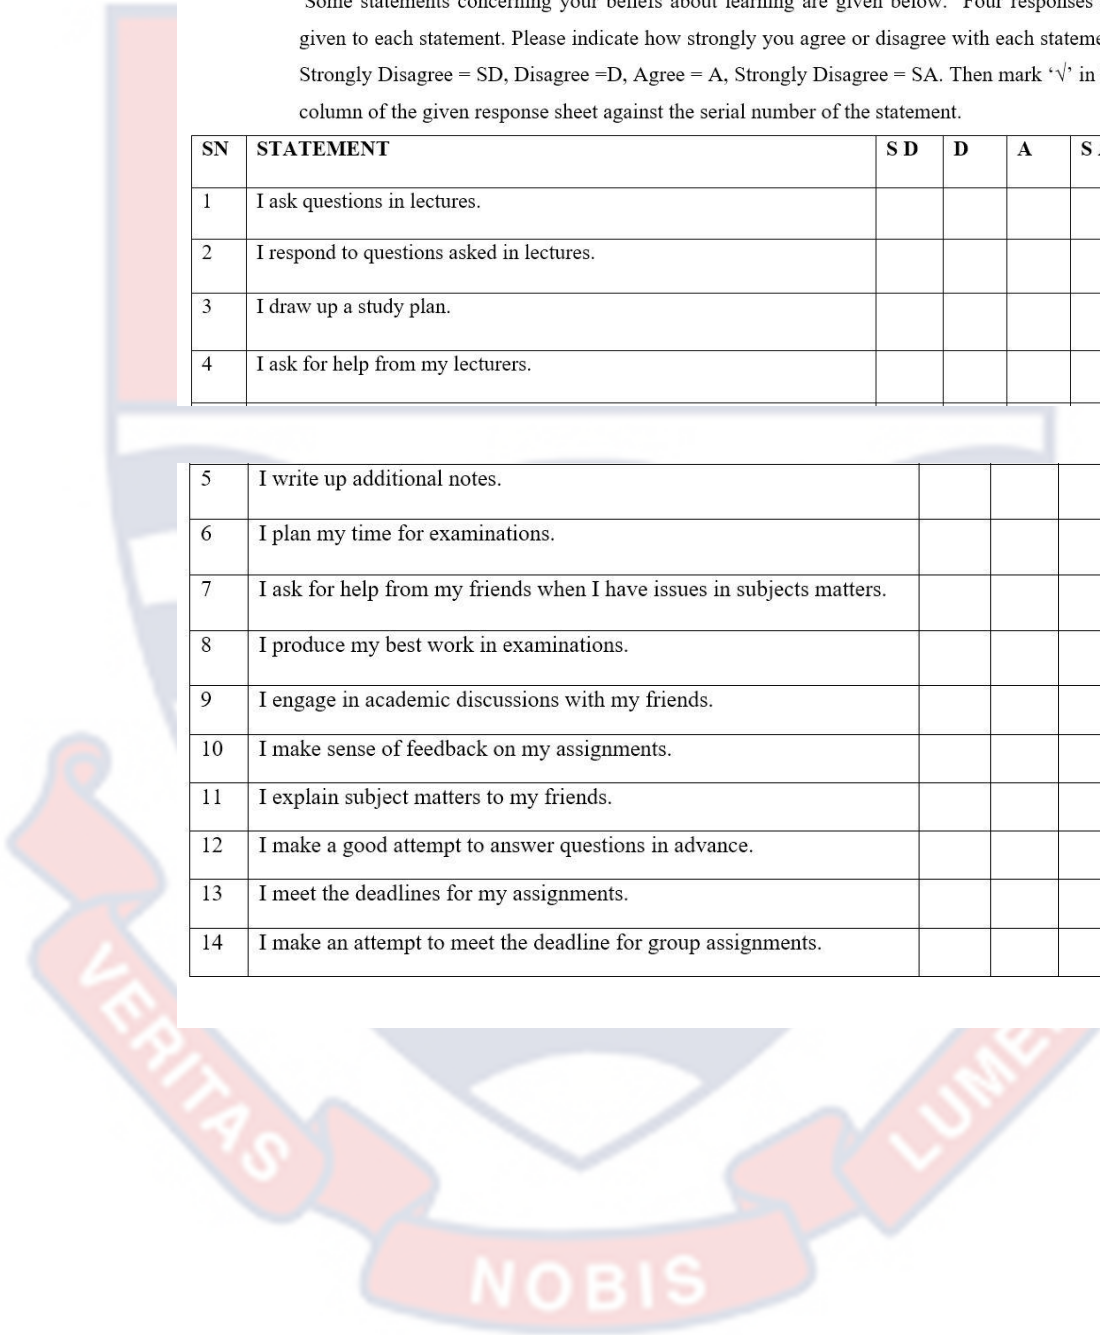 Some statements concerning your beliefs about learning are given below. Four responses
given to each statement. Please indicate how strongly you agree or disagree with each stateme
Strongly Disagree = SD, Disagree =D, Agree = A, Strongly Disagree = SA. Then mark ‘√’ in
column of the given response sheet against the serial number of the statement.
SN STATEMENT S D D A S
1 I ask questions in lectures.
2 I respond to questions asked in lectures.
3 I draw up a study plan.
4 I ask for help from my lecturers.
5 I write up additional notes.
6 I plan my time for examinations.
7 I ask for help from my friends when I have issues in subjects matters.
8 I produce my best work in examinations.
9 I engage in academic discussions with my friends.
10 I make sense of feedback on my assignments.
11 I explain subject matters to my friends.
12 I make a good attempt to answer questions in advance.
13 I meet the deadlines for my assignments.
14 I make an attempt to meet the deadline for group assignments.
VERITAS
NOBIS
LUME